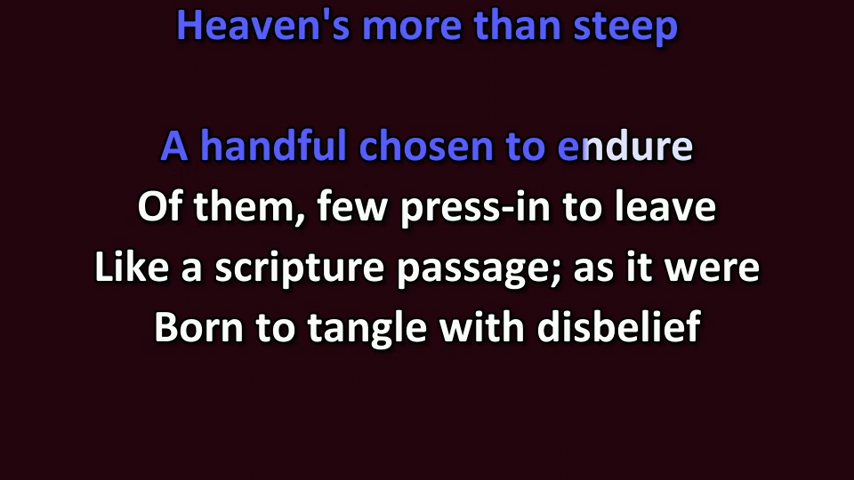 Heaven's more than steep
A handful chosen to endure
Of them, few press-in to leave
Like a scripture passage; as it were
Born to tangle with disbelief